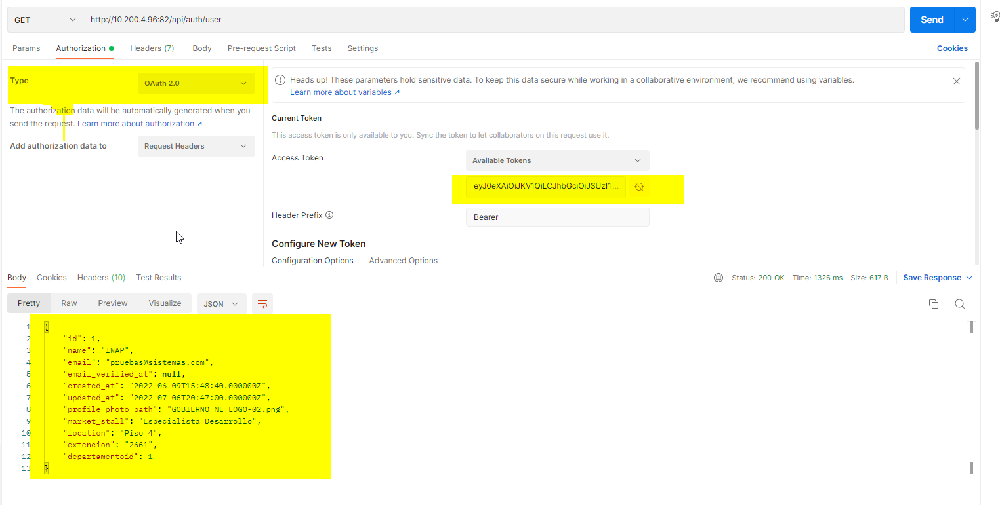 GET
http://10.200.4.96:82/api/auth/user
Send
Params Authorization Headers (7) Body Pre-request Script Tests Settings Cookies
Type OAuth 2.0
The authorization data will be automatically generated when you
send the request. Learn more about authorization ↗
Add authorization data to Request Headers
Heads up! These parameters hold sensitive data. To keep this data secure while working in a collaborative environment, we recommend using variables.
Learn more about variables ↗
Current Token
This access token is only available to you. Sync the token to let collaborators on this request use it.
Access Token Available Tokens
eyJ0eXAiOiJKV1QiLCJhbGciOiJSUzI1...
Header Prefix Bearer
Configure New Token
Configuration Options Advanced Options
Body Cookies Headers (10) Test Results Status: 200 OK Time: 1326 ms Size: 617 B Save Response
Pretty Raw Preview Visualize JSON
1 {
2 "id": 1,
3 "name": "INAP",
4 "email": "pruebas@sistemas.com",
5 "email_verified_at": null,
6 "created_at": "2022-06-09T15:48:40.000000Z",
7 "updated_at": "2022-07-06T20:47:00.000000Z",
8 "profile_photo_path": "GOBIERNO_NL_LOGO-02.png",
9 "market_stall": "Especialista Desarrollo",
10 "location": "Piso 4",
11 "extencion": "2661",
12 "departamentoid": 1
13 }